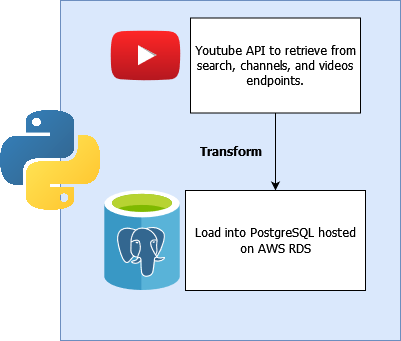 Youtube API to retrieve from
search, channels, and videos
endpoints.
Transform
Load into PostgreSQL hosted
on AWS RDS